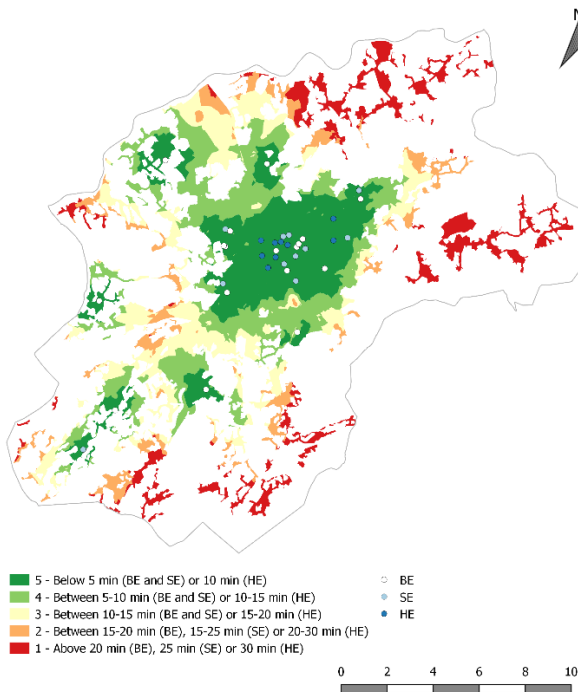 N
5 - Below 5 min (BE and SE) or 10 min (HE)
4 - Between 5-10 min (BE and SE) or 10-15 min (HE)
3 - Between 10-15 min (BE and SE) or 15-20 min (HE)
2 - Between 15-20 min (BE), 15-25 min (SE) or 20-30 min (HE)
1 - Above 20 min (BE), 25 min (SE) or 30 min (HE)
BE
SE
HE
0 2 4 6 8 10